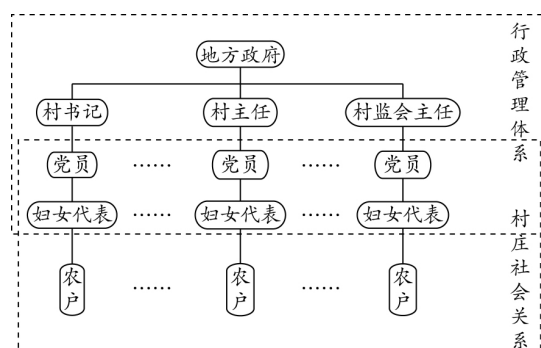 地方政府
村书记 村主任 村监会主任
党员 …… 党员 …… 党员
妇女代表 …… 妇女代表 …… 妇女代表
农户 …… 农户 …… 农户
行政管理体系
村庄社会关系